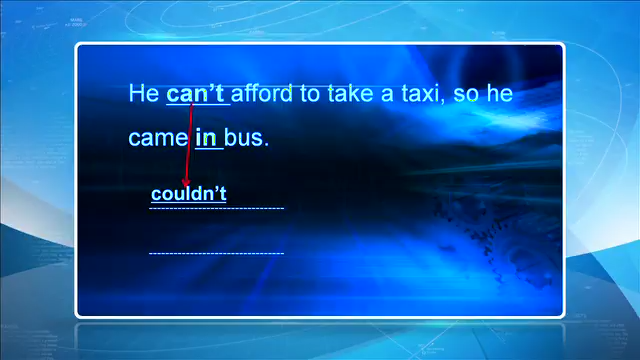 He can't afford to take a taxi, so he
came in bus.
couldn't